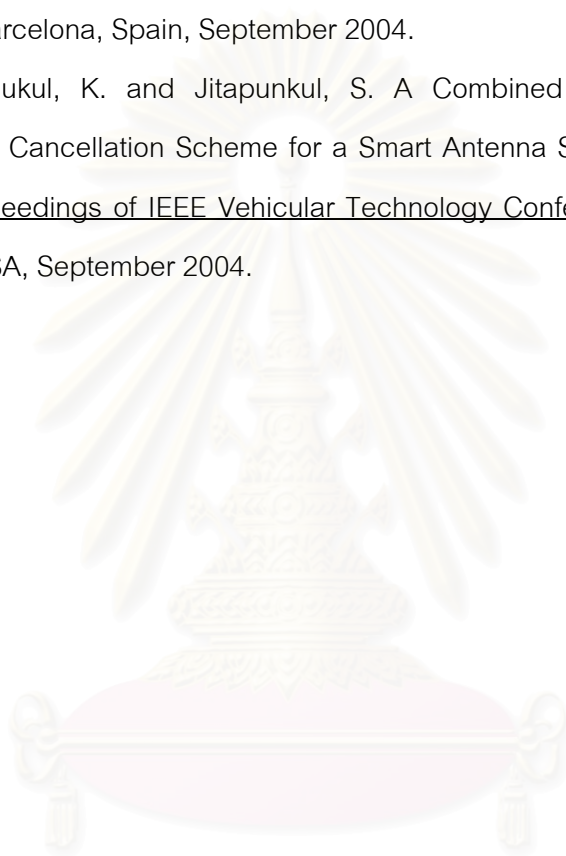 arcelona, Spain, September 2004.
ukul, K. and Jitapunkul, S. A Combined
Cancellation Scheme for a Smart Antenna S
eedings of IEEE Vehicular Technology Confe
SA, September 2004.